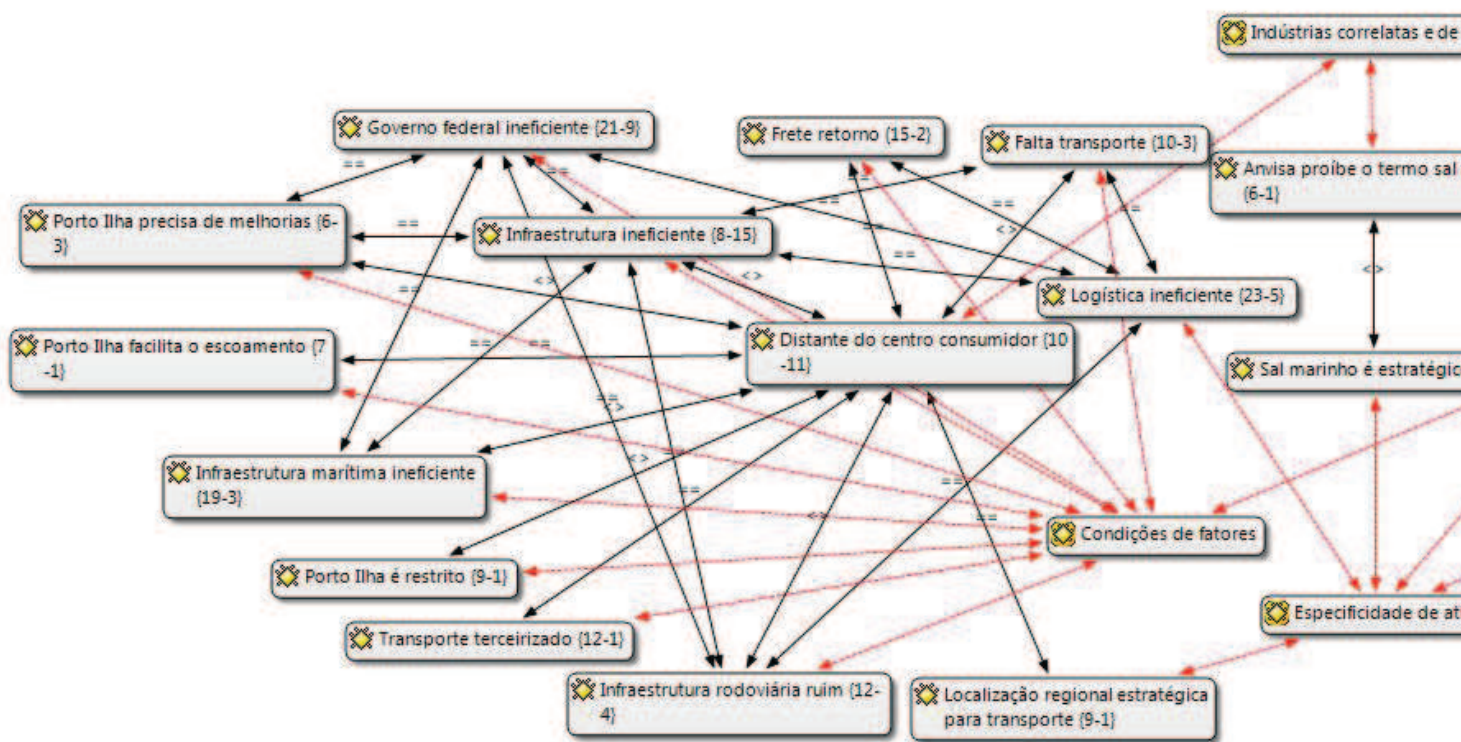 Indústrias correlatas e de
Governo federal ineficiente {21-9}
Frete retorno {15-2}
Falta transporte {10-3}
Anvisa proíbe o termo sal
{6-1}
Porto Ilha precisa de melhorias {6-
3}
Infraestrutura ineficiente {8-15}
Logística ineficiente {23-5}
Porto Ilha facilita o escoamento {7
-1}
Distante do centro consumidor {10
-11}
Sal marinho é estratégico
Infraestrutura marítima ineficiente
{19-3}
Condições de fatores
Porto Ilha é restrito {9-1}
Especificidade de at
Transporte terceirizado {12-1}
Infraestrutura rodoviária ruim {12-
4}
Localização regional estratégica
para transporte {9-1}
==
==
==
==
==
==
==
==
==
<>
<>
<>
<>
==
==
==
==
<>
<>
==
==
==
<>